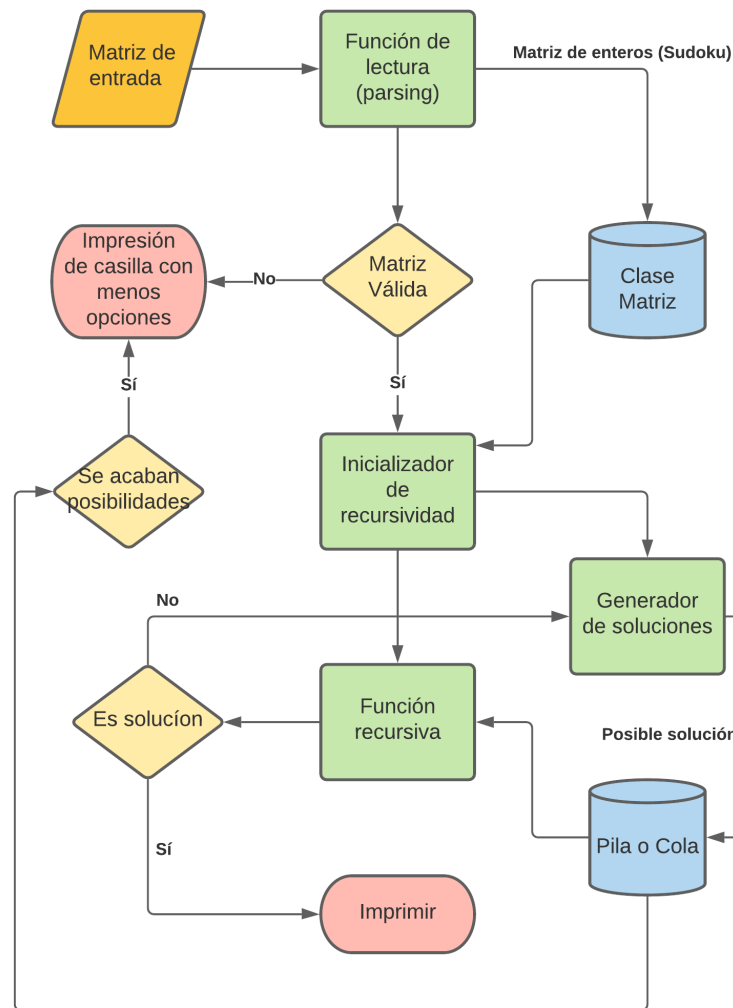 Matriz de
entrada
Función de
lectura
(parsing)
Matriz de enteros (Sudoku)
Impresión
de casilla con
menos
opciones
No
Matriz
Válida
Clase
Matriz
Sí
Sí
Se acaban
posibilidades
Inicializador
de
recursividad
No
Generador
de soluciones
Es solucíon
Función
recursiva
Posible solución
Pila o Cola
Sí
Imprimir